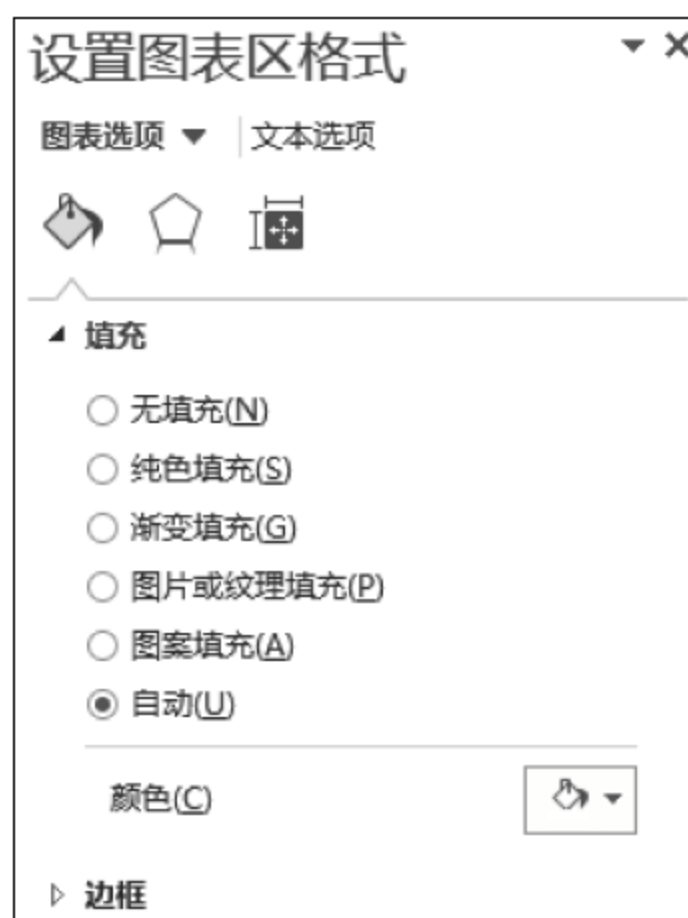 设置图表区格式
图表选项 文本选项
填充
无填充(N)
纯色填充(S)
渐变填充(G)
图片或纹理填充(P)
图案填充(A)
自动(U)
颜色(C)
边框